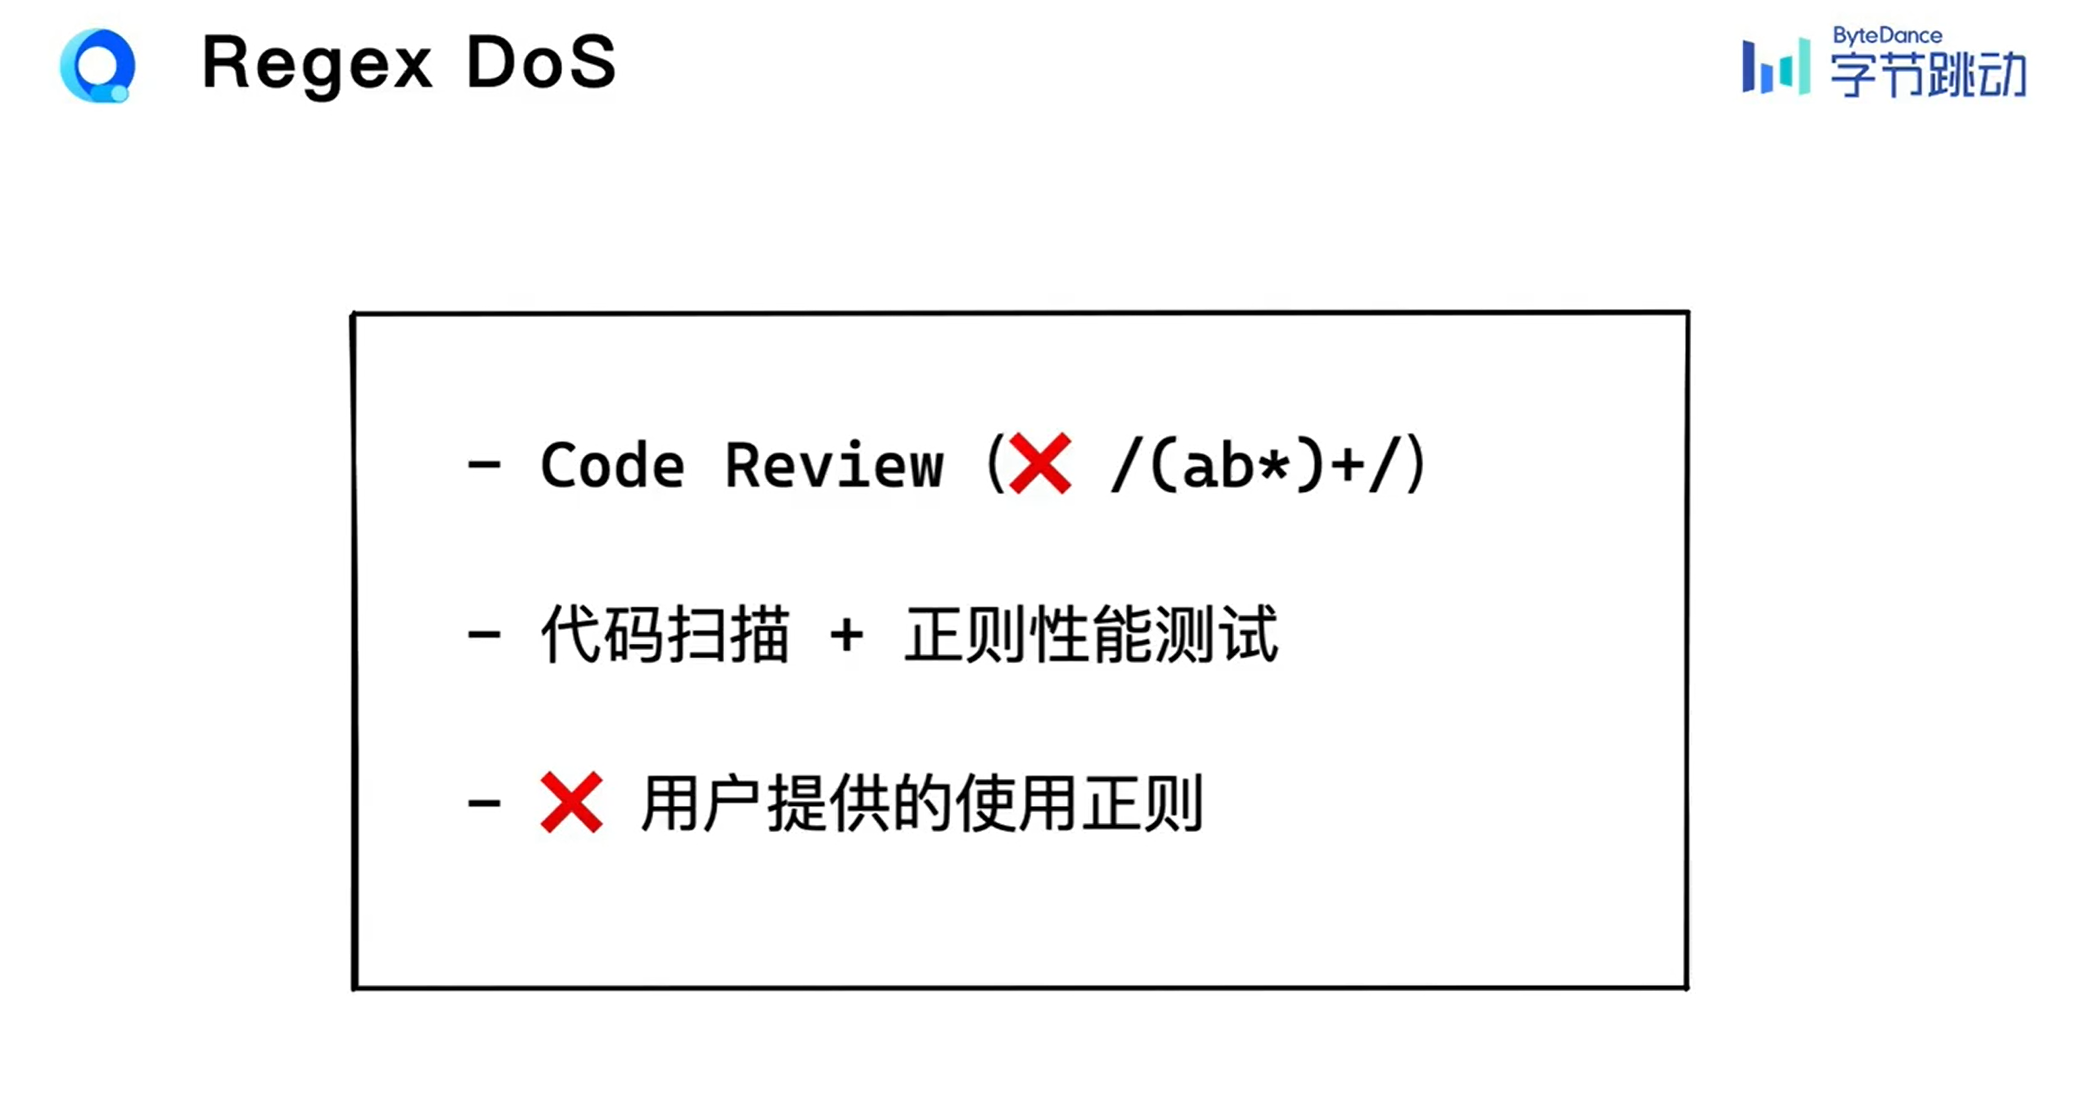 Regex DoS
ByteDance
字节跳动
- Code Review (❌ /(ab*)+/)
- 代码扫描 + 正则性能测试
- ❌ 用户提供的使用正则